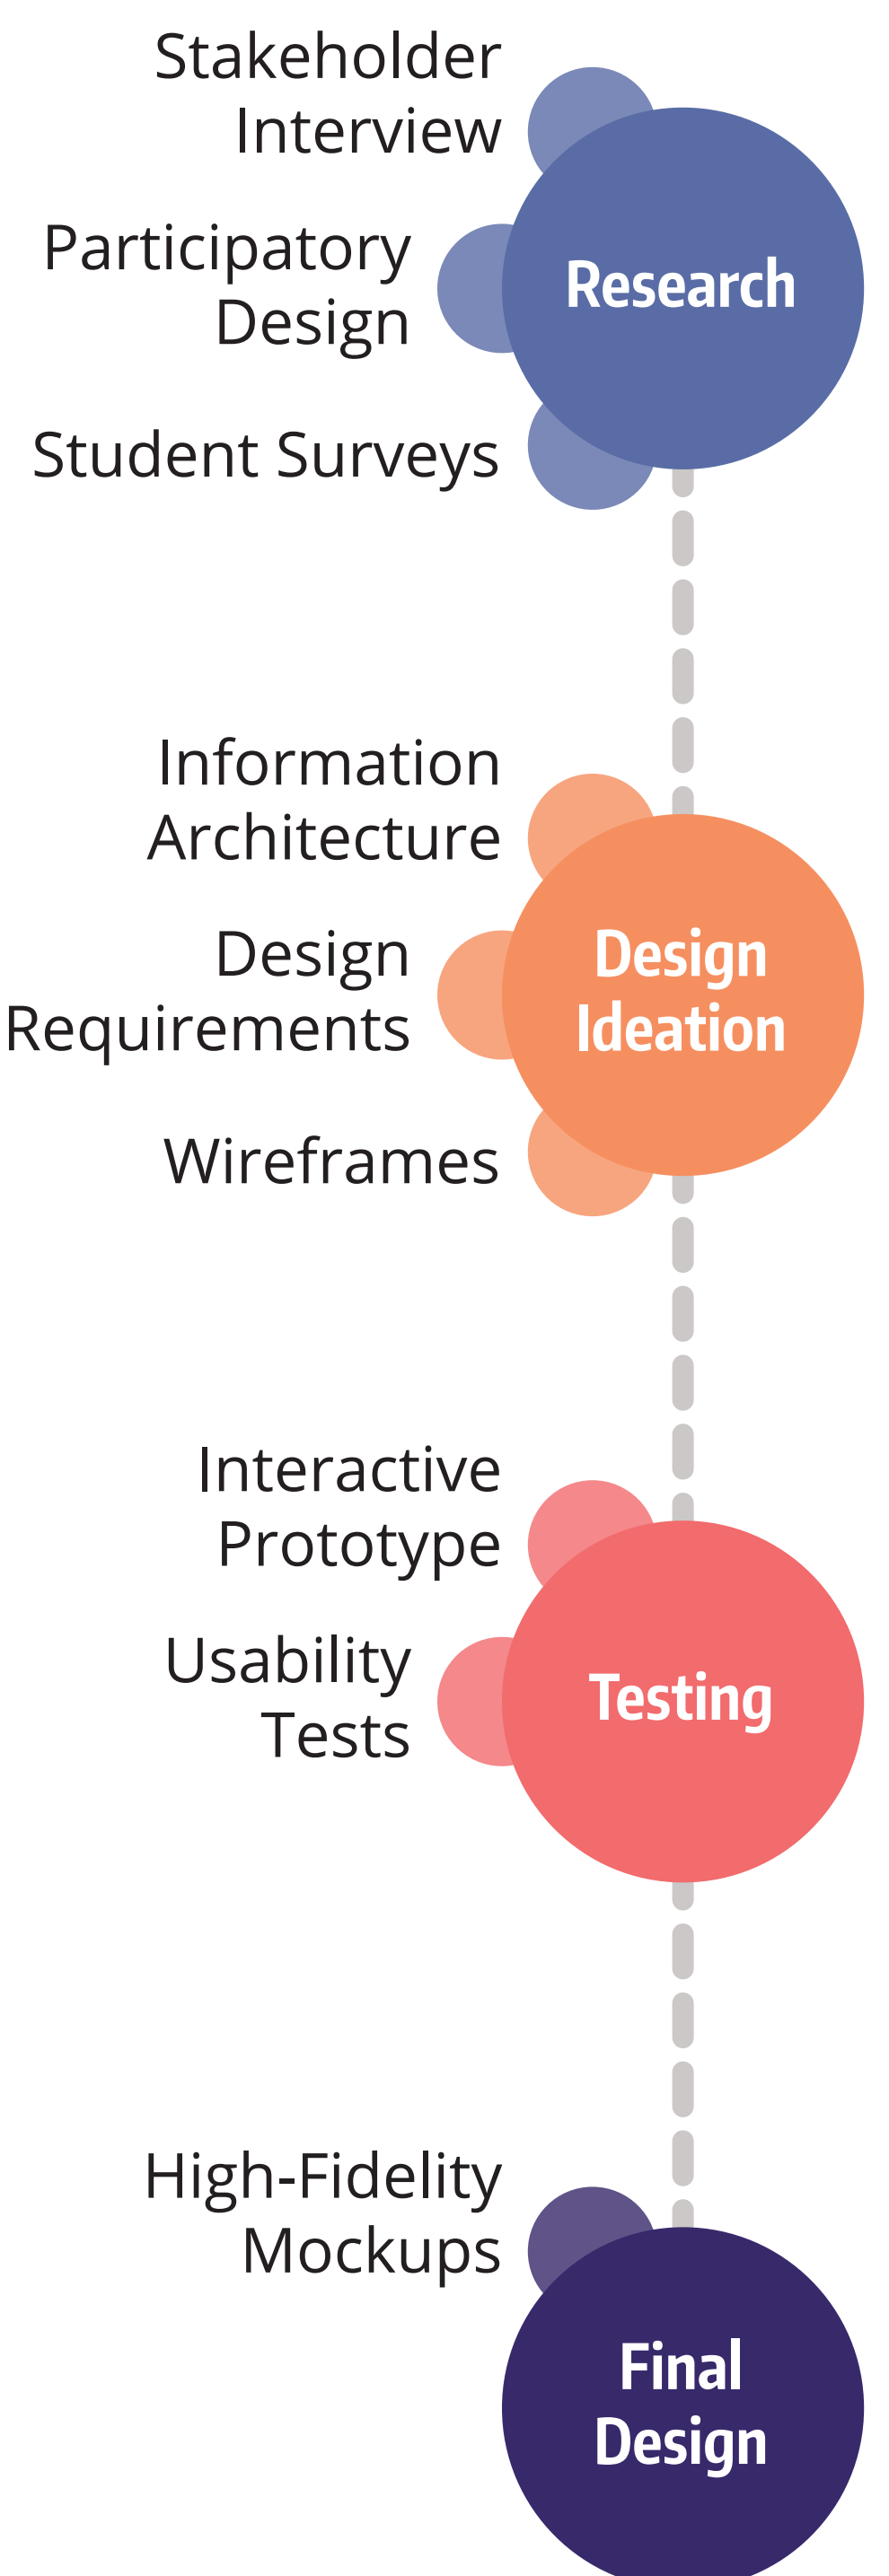 Stakeholder
Interview
Participatory
Design
Student Surveys
Research
Information
Architecture
Design
Requirements
Wireframes
Design
Ideation
Interactive
Prototype
Usability
Tests
Testing
High-Fidelity
Mockups
Final
Design